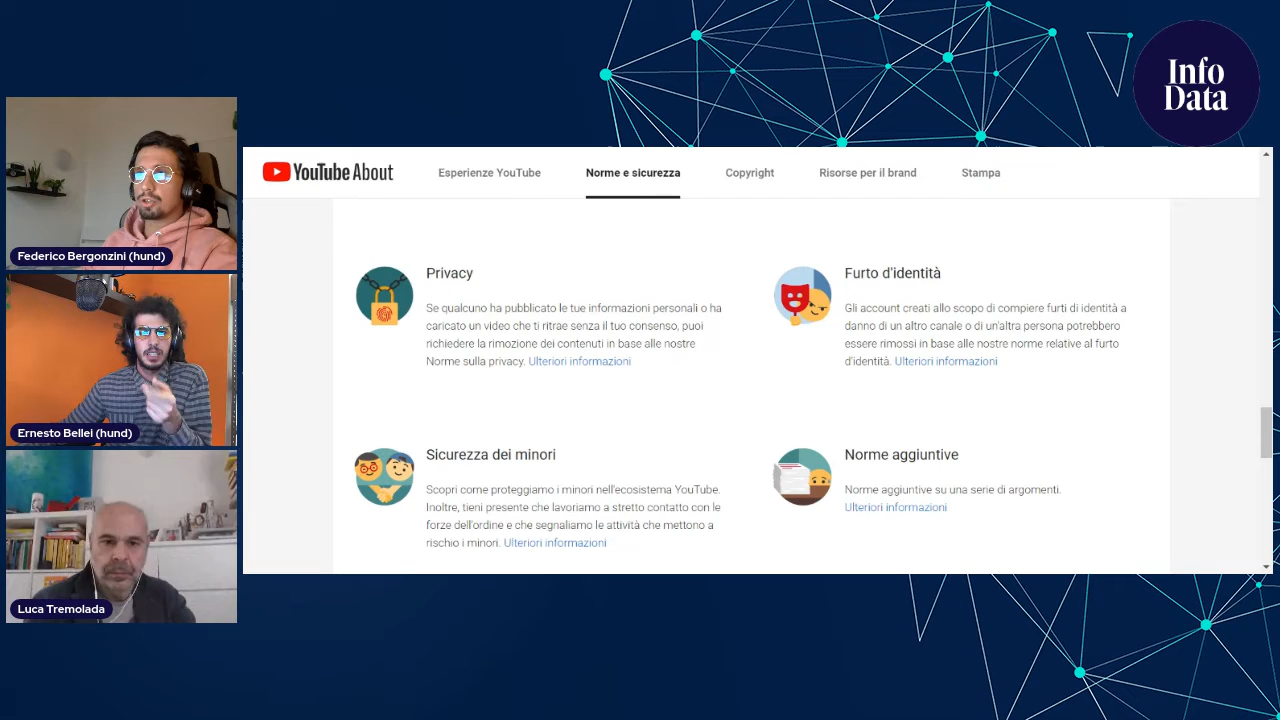 Info
Data
YouTube About
Esperienze YouTube
Norme e sicurezza
Copyright
Risorse per il brand
Stampa
Federico Bergonzini (hund)
Ernesto Bellei (hund)
Luca Tremolada
Privacy
Se qualcuno ha pubblicato le tue informazioni personali o ha
caricato un video che ti ritrae senza il tuo consenso, puoi
richiedere la rimozione dei contenuti in base alle nostre
Norme sulla privacy. Ulteriori informazioni
Furto d'identità
Gli account creati allo scopo di compiere furti di identità a
danno di un altro canale o di un'altra persona potrebbero
essere rimossi in base alle nostre norme relative al furto
d'identità. Ulteriori informazioni
Sicurezza dei minori
Scopri come proteggiamo i minori nell'ecosistema YouTube.
Inoltre, tieni presente che lavoriamo a stretto contatto con le
forze dell'ordine e che segnaliamo le attività che mettono a
rischio i minori. Ulteriori informazioni
Norme aggiuntive
Norme aggiuntive su una serie di argomenti.
Ulteriori informazioni